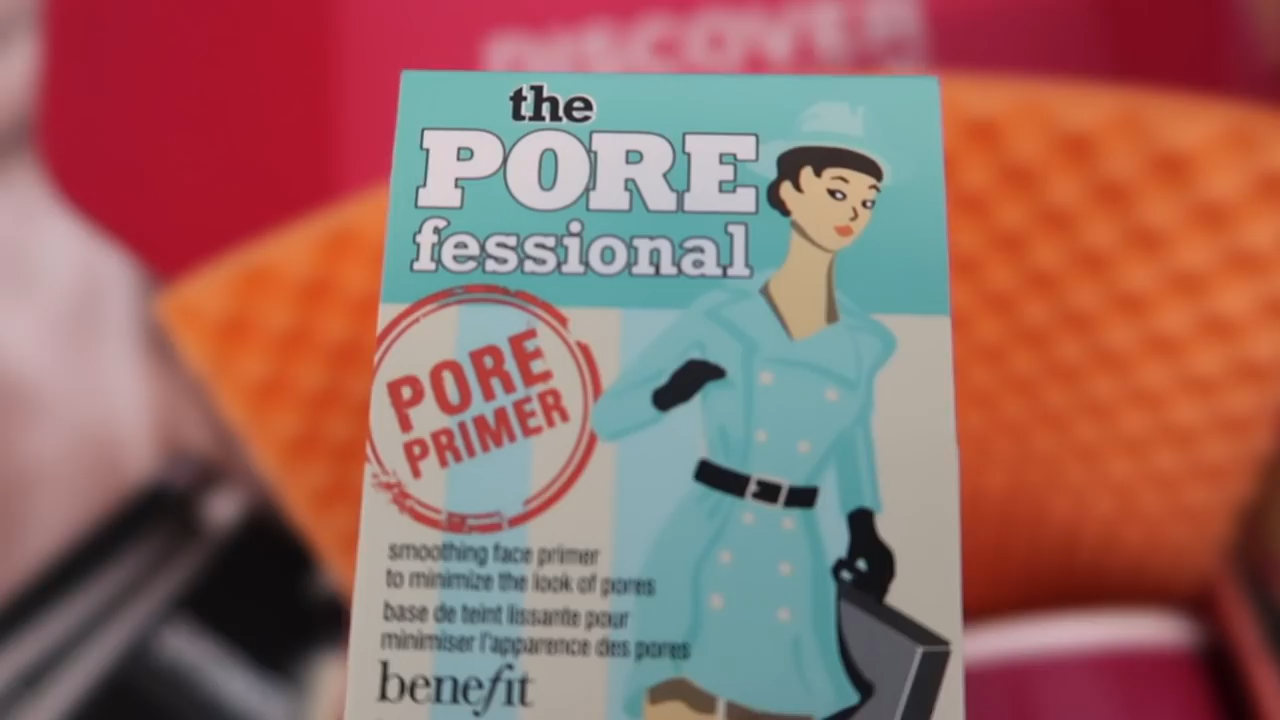 DISCOVER
the
PORE
fessional
PORE
PRIMER
smoothing face primer
to minimize the look of pores
base de teint lissante pour
minimiser l'apparence des pores
benefit